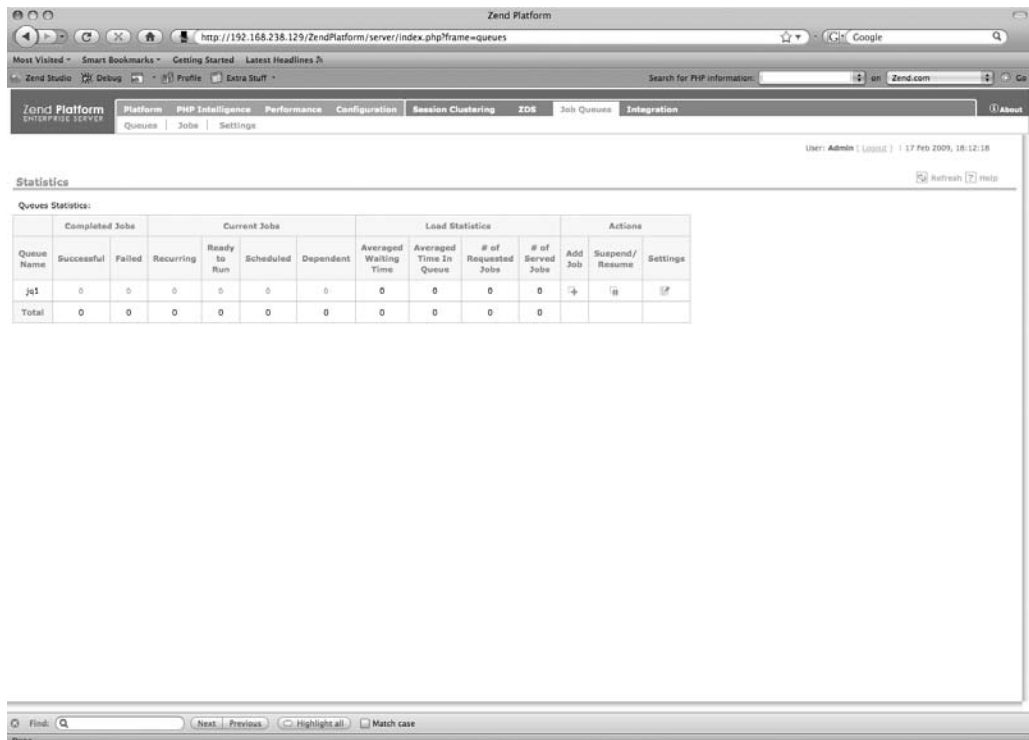 Zend Platform
http://192.168.238.129/ZendPlatform/server/index.php?frame=queues
Google
Most Visited Smart Bookmarks Getting Started Latest Headlines
Zend Studio Debug Profile Extra Stuff Search for PHP information: on Zend.com Go
Zend Platform Platform PHP Intelligence Performance Configuration Session Clustering ZDS Job Queues Integration About
ENTERPRISE SERVER Queues | Jobs | Settings
User: Admin [ Logout ] | 17 Feb 2009, 18:12:18
Statistics Refresh Help
Queues Statistics:
Completed Jobs Current Jobs Load Statistics Actions
Queue Name Successful Failed Recurring Ready to Run Scheduled Dependent Averaged Waiting Time Averaged Time In Queue # of Requested Jobs # of Served Jobs Add Job Suspend/ Resume Settings
jq1 0 0 0 0 0 0 0 0 0 0
Total 0 0 0 0 0 0 0 0 0 0
Find: Next Previous Highlight all Match case